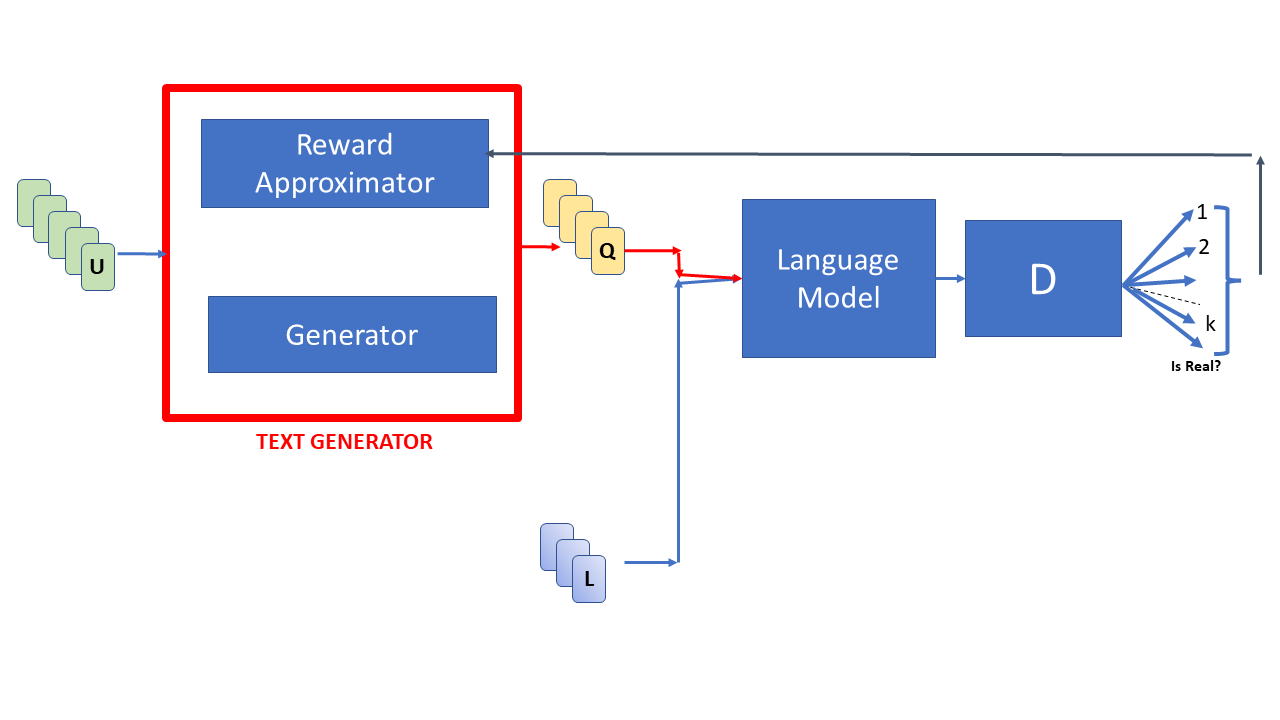 Reward
Approximator
U
Generator
TEXT GENERATOR
Q
L
Language
Model
D
1
2
k
Is Real?